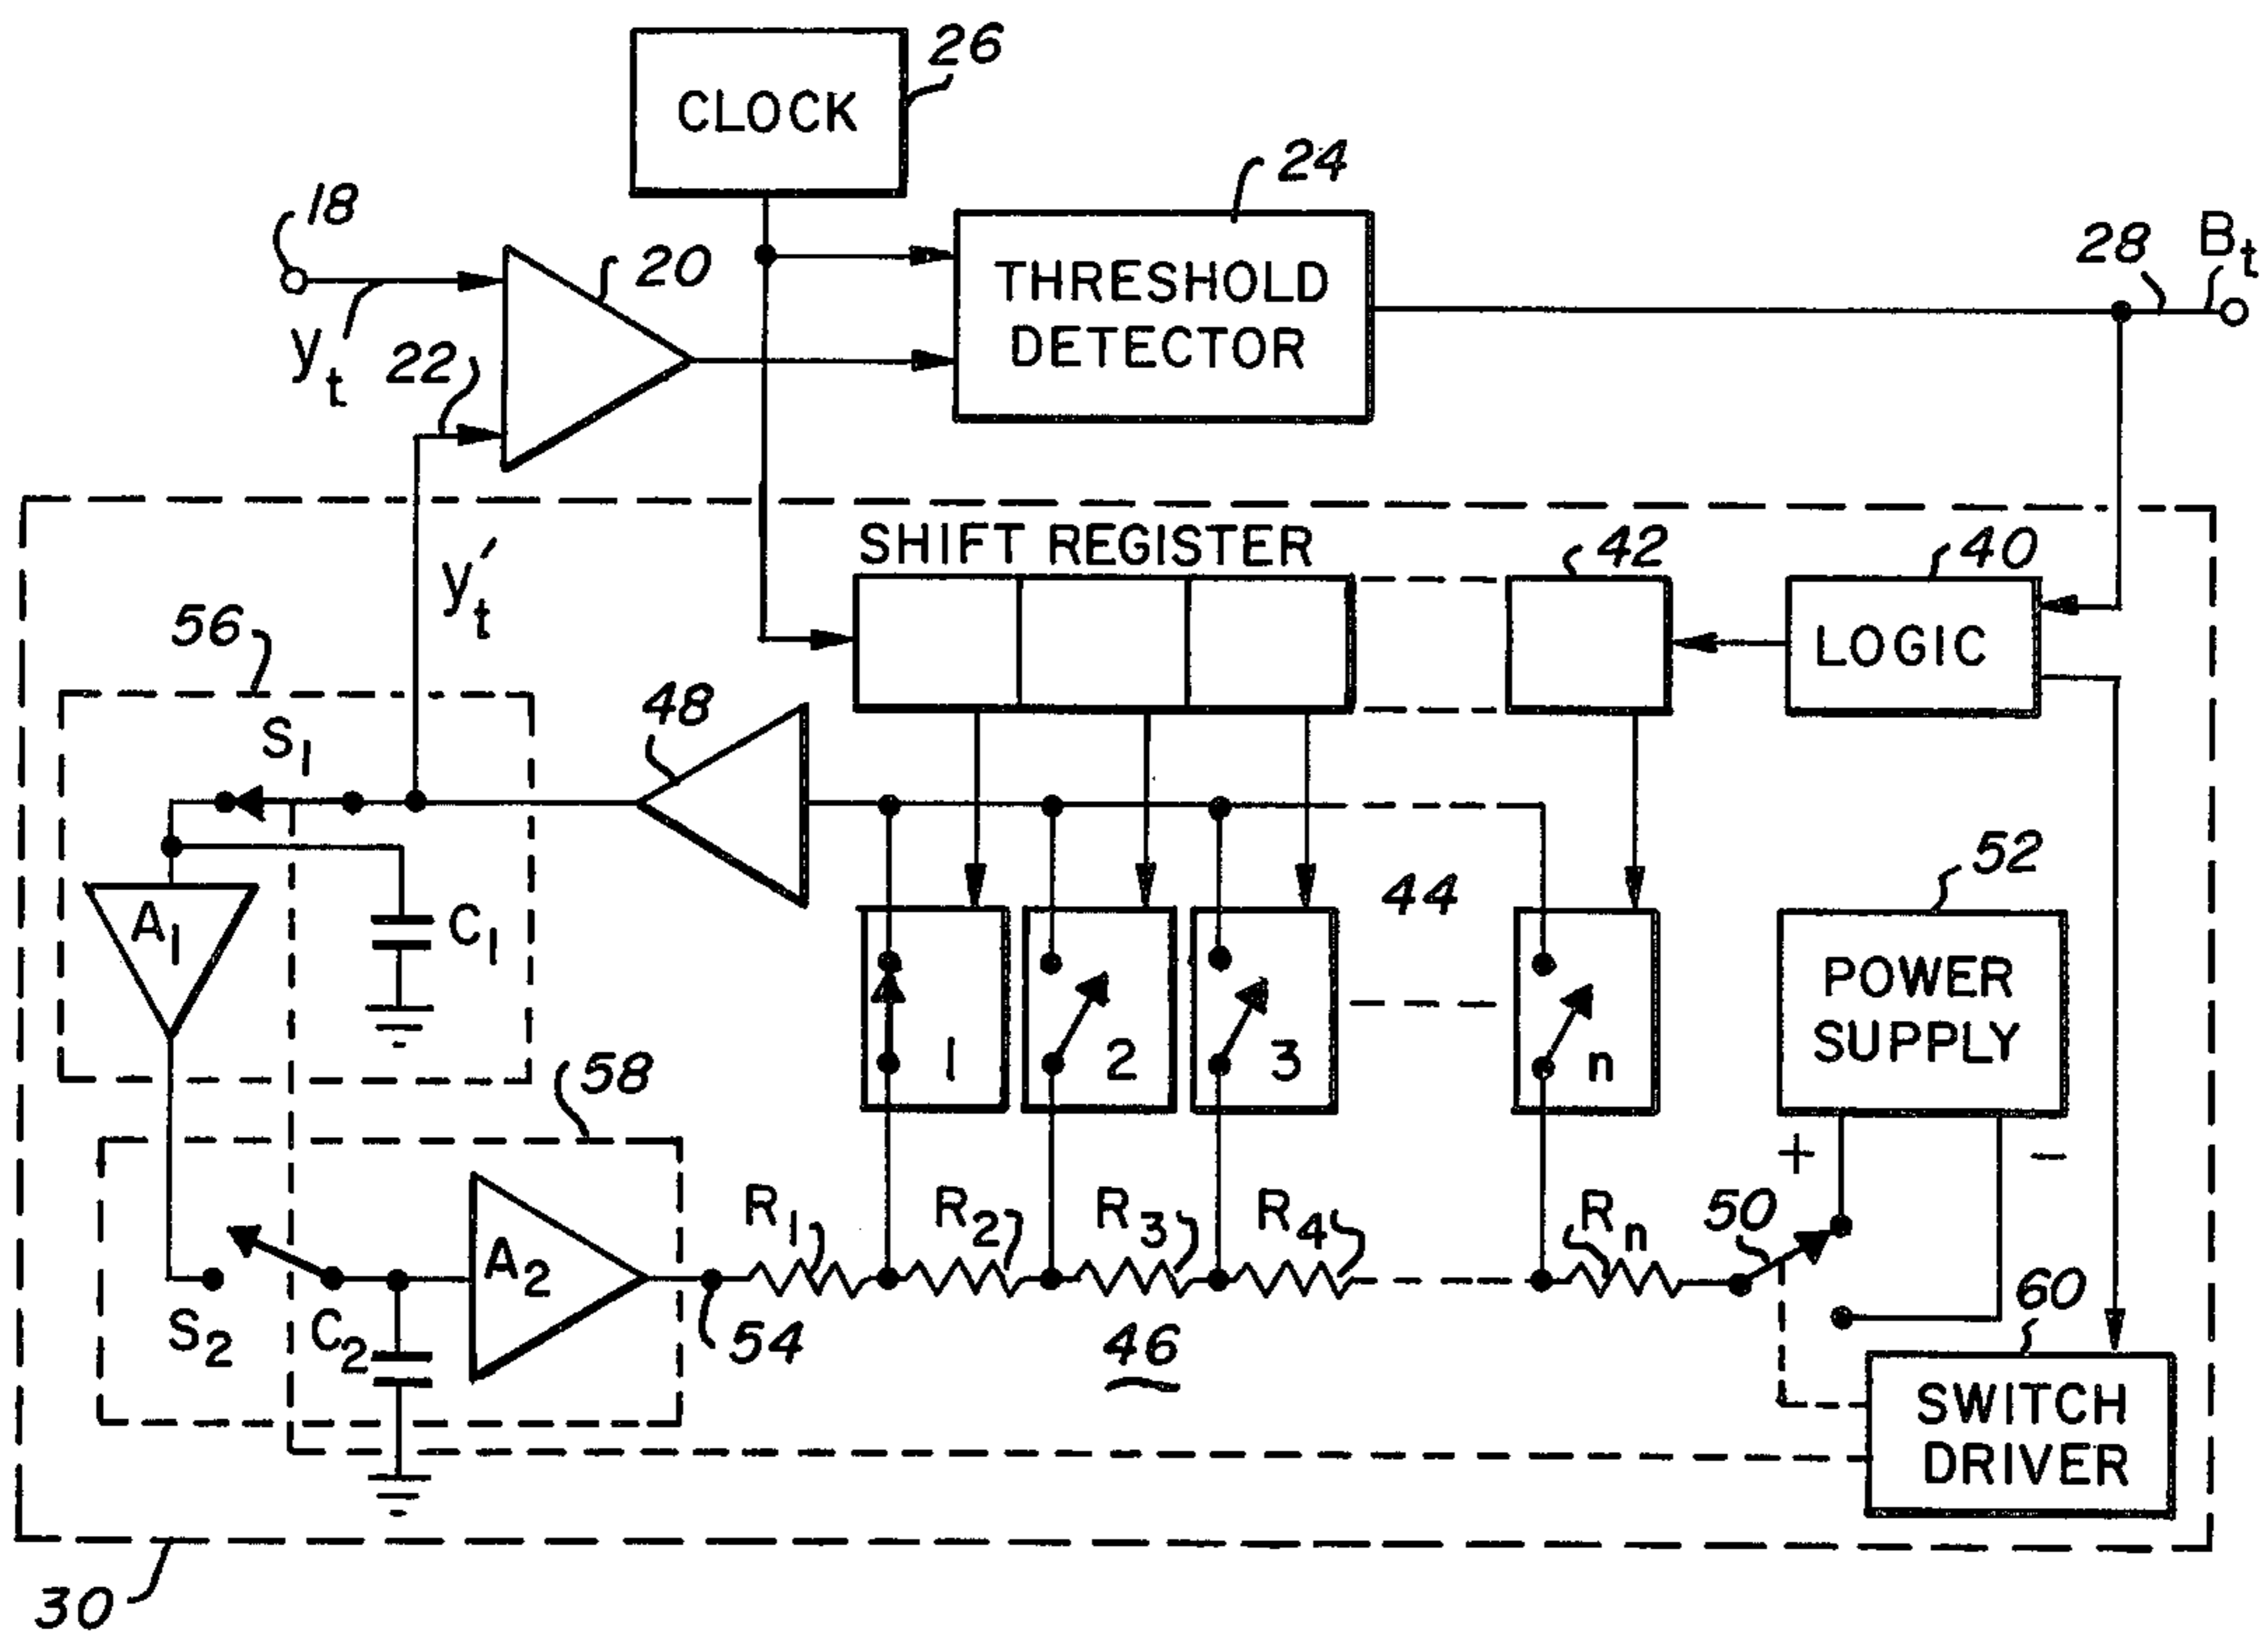 CLOCK
26
18
20
24
THRESHOLD
DETECTOR
28
Bt
yt
22
SHIFT REGISTER
42
40
LOGIC
y't
56
48
S1
A1
C1
44
52
POWER
SUPPLY
1
2
3
n
58
+
−
50
R1
R2
R3
R4
Rn
A2
S2
C2
54
46
60
SWITCH
DRIVER
30